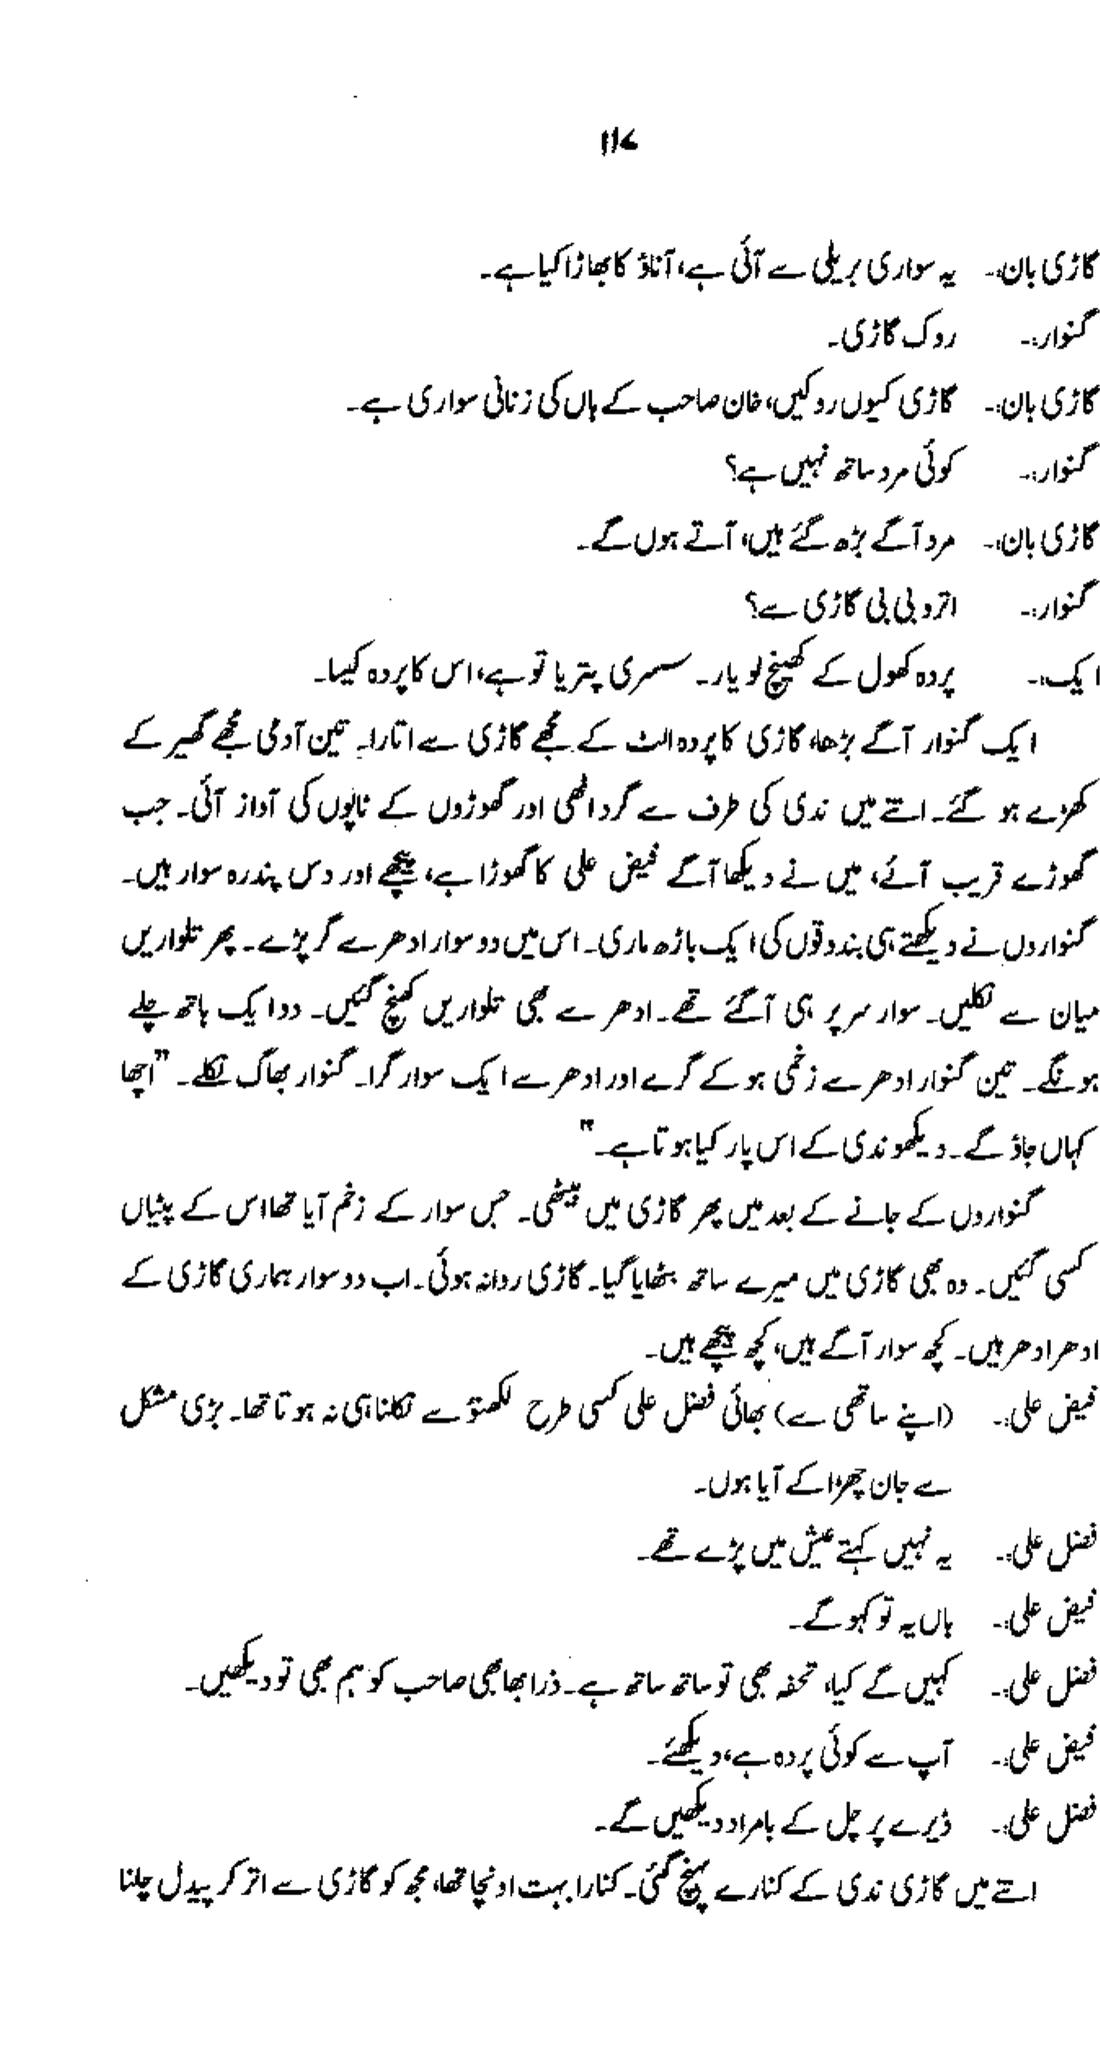 ۱۱۷
گاڑی بان:۔ یہ سواری بریلی سے آئی ہے، آناؤ کا بھاڑا کیا ہے۔
گنوار:۔ روک گاڑی۔
گاڑی بان:۔ گاڑی کیوں روکیں، خان صاحب کے ہاں کی زنانی سواری ہے۔
گنوار:۔ کوئی مرد ساتھ نہیں ہے؟
گاڑی بان:۔ مرد آگے بڑھ گئے ہیں، آتے ہوں گے۔
گنوار:۔ اترو بی بی گاڑی سے؟
ایک:۔ پردہ کھول کے کھینچ لو یار۔ سسری پتریا تو ہے، اس کا پردہ کیسا۔
ایک گنوار آگے بڑھا، گاڑی کا پردہ الٹ کے مجھے گاڑی سے اتارا۔ تین آدمی مجھے گھیر کے
کھڑے ہو گئے۔ اتنے میں ندی کی طرف سے گرد اٹھی اور گھوڑوں کے ٹاپوں کی آواز آئی۔ جب
گھوڑے قریب آئے، میں نے دیکھا آگے فیض علی کا گھوڑا ہے، پیچھے اور دس پندرہ سوار ہیں۔
گنواروں نے دیکھتے ہی بندوقوں کی ایک باڑھ ماری۔ اس میں دو سوار ادھر سے گر پڑے۔ پھر تلواریں
میان سے نکلیں۔ سوار سر پر ہی آ گئے تھے۔ ادھر سے بھی تلواریں کھنچ گئیں۔ دو ایک ہاتھ چلے
ہونگے۔ تین گنوار ادھر سے زخمی ہو کے گرے اور ادھر سے ایک سوار گرا۔ گنوار بھاگ نکلے۔ "اچھا
کہاں جاؤ گے۔ دیکھو ندی کے اس پار کیا ہوتا ہے۔"
گنواروں کے جانے کے بعد میں پھر گاڑی میں بیٹھی۔ جس سوار کے زخم آیا تھا اس کے پٹیاں
کسی گئیں۔ وہ بھی گاڑی میں میرے ساتھ بٹھایا گیا۔ گاڑی روانہ ہوئی۔ اب دو سوار ہماری گاڑی کے
ادھر ادھر ہیں۔ کچھ سوار آگے ہیں، کچھ پیچھے ہیں۔
فیض علی:۔ (اپنے ساتھی سے) بھائی فضل علی کسی طرح لکھنؤ سے نکلنا ہی نہ ہوتا تھا۔ بڑی مشکل
سے جان چھڑا کے آیا ہوں۔
فضل علی:۔ یہ نہیں کہتے عیش میں پڑے تھے۔
فیض علی:۔ ہاں یہ تو کہو گے۔
فضل علی:۔ کہیں گے کیا، تحفہ بھی تو ساتھ ساتھ ہے۔ ذرا بھابھی صاحب کو ہم بھی تو دیکھیں۔
فیض علی:۔ آپ سے کوئی پردہ ہے، دیکھئے۔
فضل علی:۔ ڈیرے پر چل کے بامراد دیکھیں گے۔
اتنے میں گاڑی ندی کے کنارے پہنچ گئی۔ کنارا بہت اونچا تھا، مجھ کو گاڑی سے اتر کر پیدل چلنا